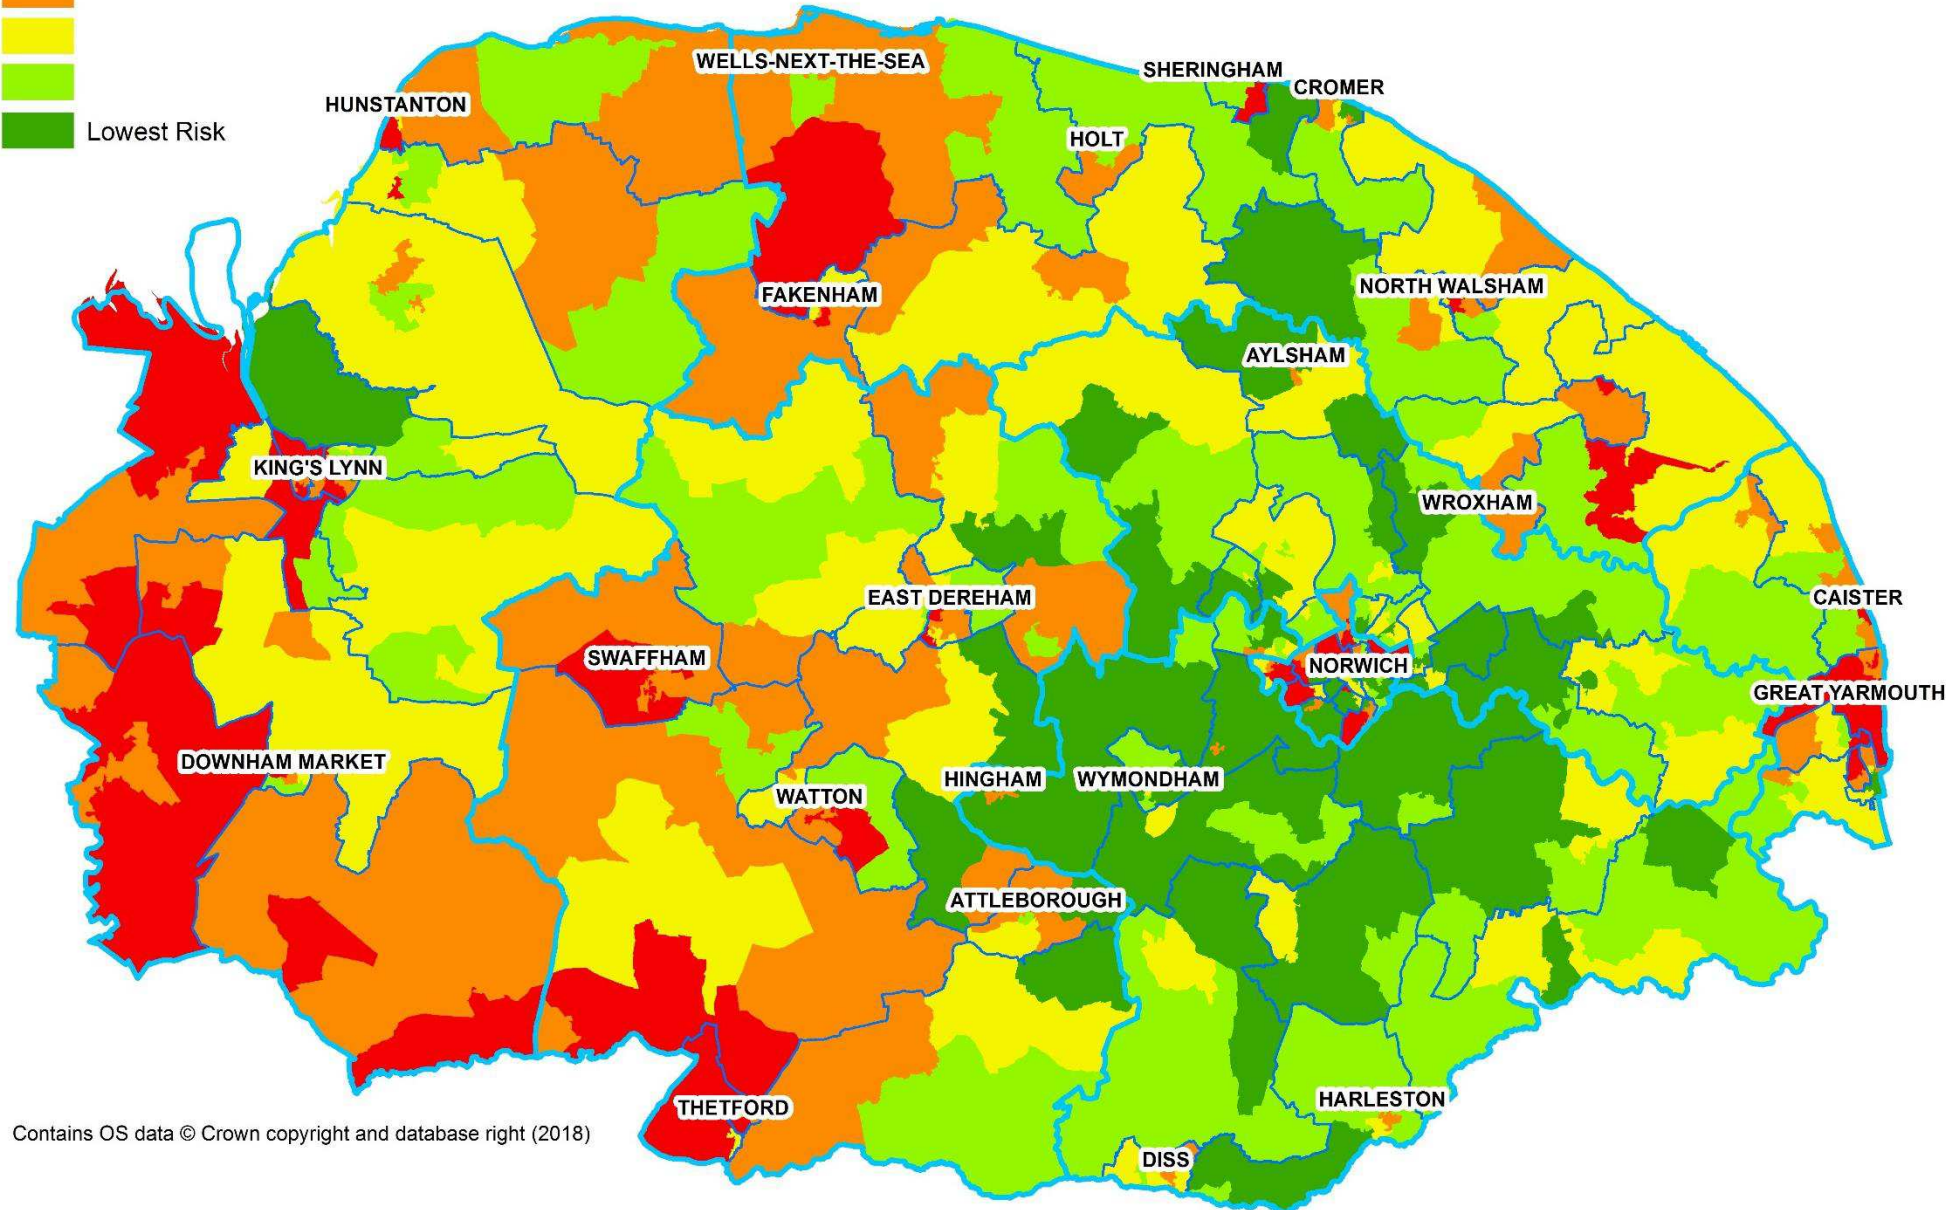 WELLS-NEXT-THE-SEA
SHERINGHAM
CROMER
HUNSTANTON
Lowest Risk
HOLT
NORTH WALSHAM
FAKENHAM
AYLSHAM
KING'S LYNN
WROXHAM
EAST DEREHAM
CAISTER
SWAFFHAM
NORWICH
GREAT YARMOUTH
DOWNHAM MARKET
HINGHAM
WYMONDHAM
WATTON
ATTLEBOROUGH
HARLESTON
THETFORD
Contains OS data © Crown copyright and database right (2018)
DISS